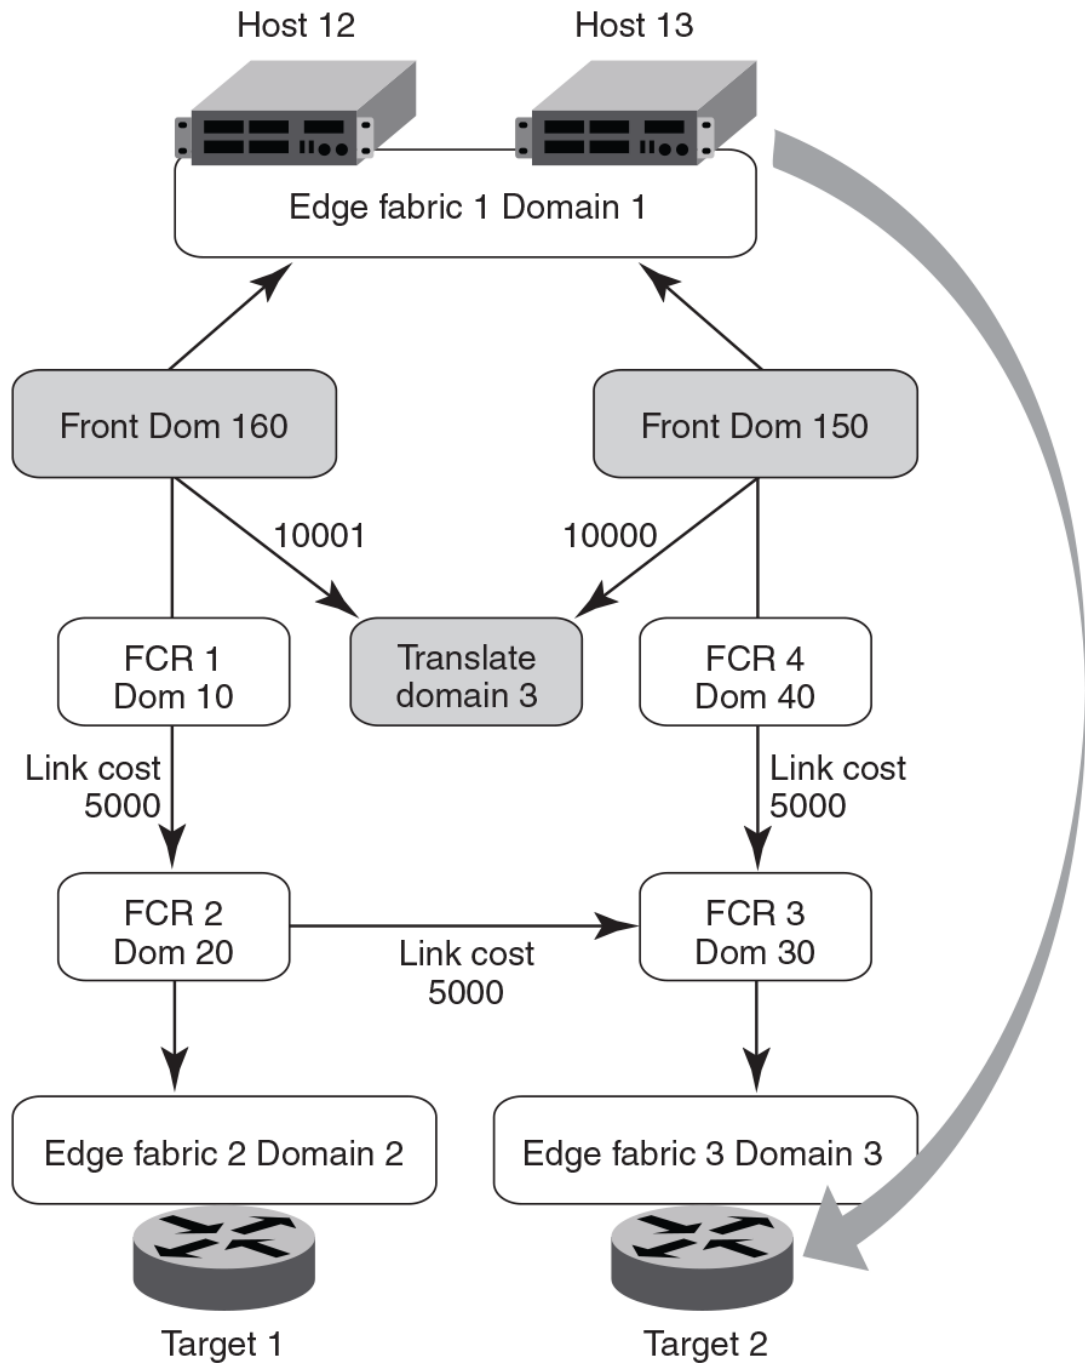 Host 12
Host 13
Edge fabric 1 Domain 1
Front Dom 160
Front Dom 150
10001
10000
FCR 1
Dom 10
Translate
domain 3
FCR 4
Dom 40
Link cost
5000
Link cost
5000
FCR 2
Dom 20
Link cost
5000
FCR 3
Dom 30
Edge fabric 2 Domain 2
Edge fabric 3 Domain 3
Target 1
Target 2